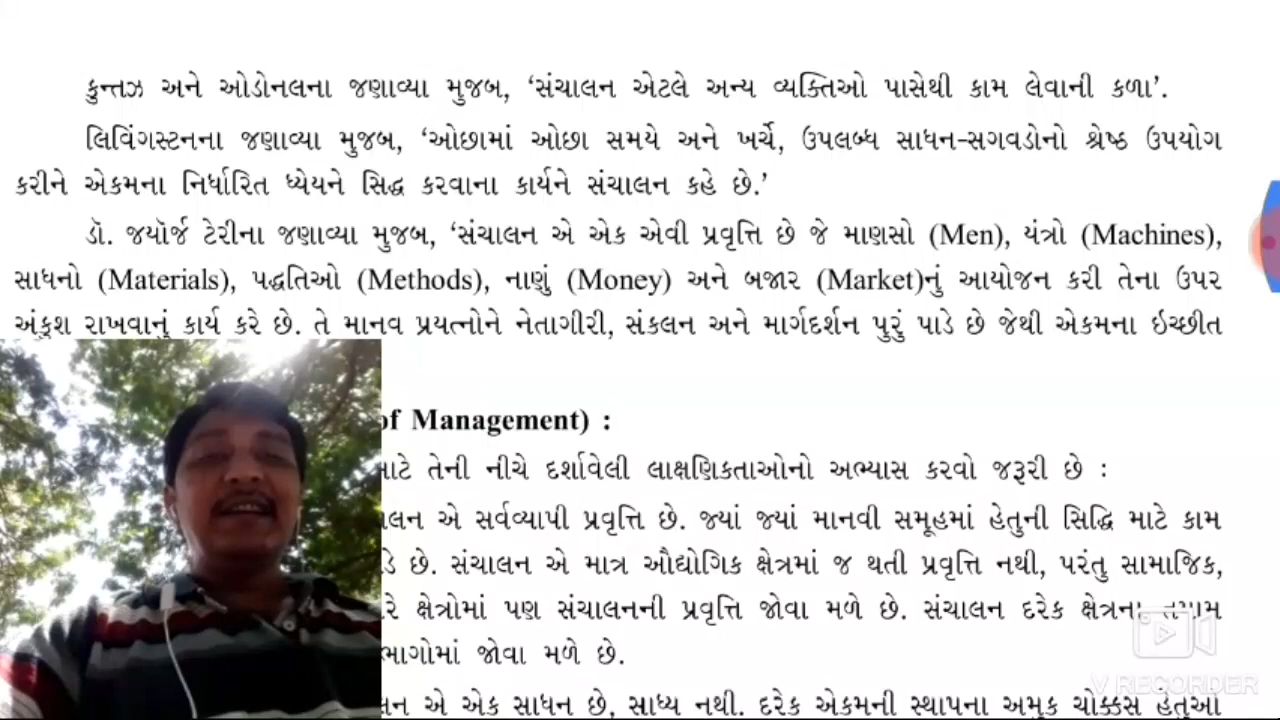 કુન્તઝ અને ઓડોનલના જણાવ્યા મુજબ, ‘સંચાલન એટલે અન્ય વ્યક્તિઓ પાસેથી કામ લેવાની કળા’.
લિવિંગસ્ટનના જણાવ્યા મુજબ, ‘ઓછામાં ઓછા સમયે અને ખર્ચે, ઉપલબ્ધ સાધન-સગવડોનો શ્રેષ્ઠ ઉપયોગ
કરીને એકમના નિર્ધારિત ધ્યેયને સિદ્ધ કરવાના કાર્યને સંચાલન કહે છે.’
ડૉ. જયૉર્જ ટેરીના જણાવ્યા મુજબ, ‘સંચાલન એ એક એવી પ્રવૃત્તિ છે જે માણસો (Men), યંત્રો (Machines),
સાધનો (Materials), પદ્ધતિઓ (Methods), નાણું (Money) અને બજાર (Market)નું આયોજન કરી તેના ઉપર
અંકુશ રાખવાનું કાર્ય કરે છે. તે માનવ પ્રયત્નોને નેતાગીરી, સંકલન અને માર્ગદર્શન પુરું પાડે છે જેથી એકમના ઇચ્છીત
of Management) :
તેની નીચે દર્શાવેલી લાક્ષણિકતાઓનો અભ્યાસ કરવો જરૂરી છે :
એ સર્વવ્યાપી પ્રવૃત્તિ છે. જ્યાં જ્યાં માનવી સમૂહમાં હેતુની સિદ્ધિ માટે કામ
છે. સંચાલન એ માત્ર ઔદ્યોગિક ક્ષેત્રમાં જ થતી પ્રવૃત્તિ નથી, પરંતુ સામાજિક,
ક્ષેત્રોમાં પણ સંચાલનની પ્રવૃત્તિ જોવા મળે છે. સંચાલન દરેક ક્ષેત્રના તમામ
જોવા મળે છે.
એ એક સાધન છે, સાધ્ય નથી. દરેક એકમની સ્થાપના અમુક ચોક્કસ હેતુઓ
V RECORDER